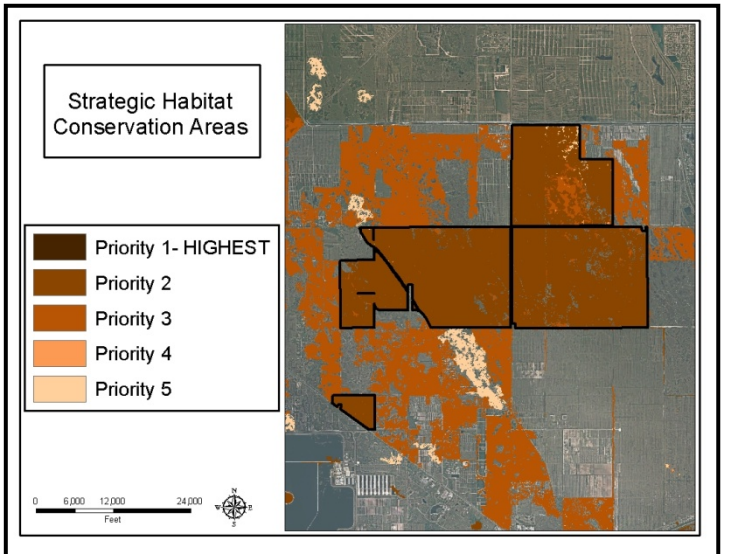 Strategic Habitat
Conservation Areas
Priority 1- HIGHEST
Priority 2
Priority 3
Priority 4
Priority 5
0 6,000 12,000 24,000
Feet
N
W E
S